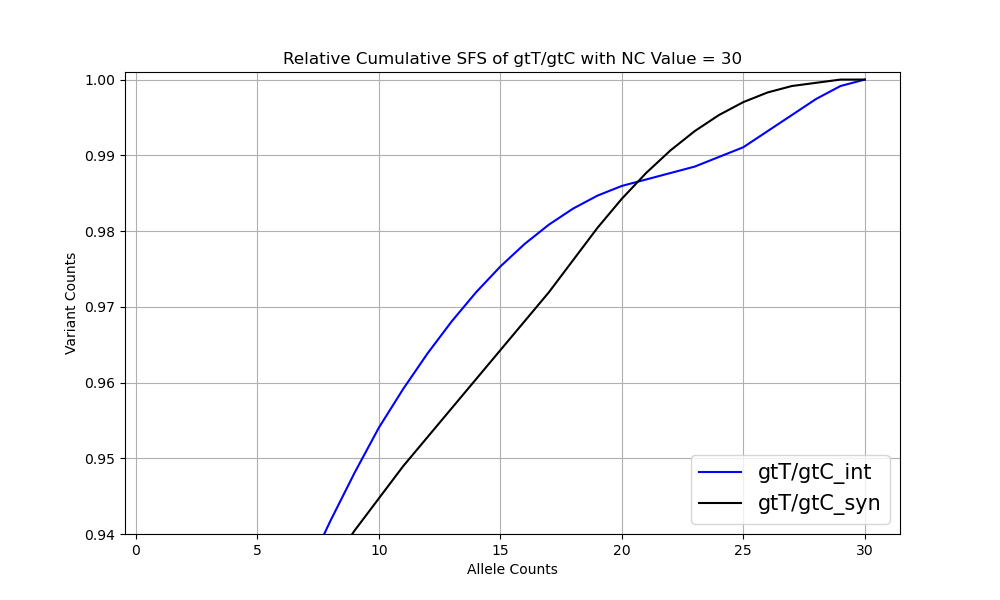 Relative Cumulative SFS of gtT/gtC with NC Value = 30
1.00
0.99
0.98
0.97
0.96
0.95
0.94
Variant Counts
0 5 10 15 20 25 30
Allele Counts
gtT/gtC_int
gtT/gtC_syn